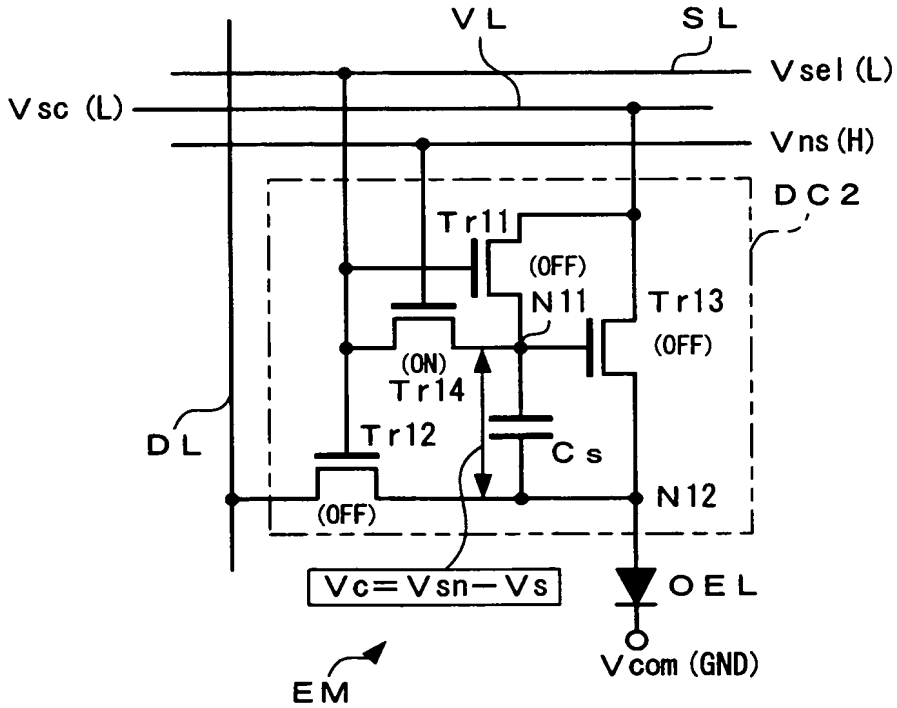 VL
SL
Vsel(L)
Vsc(L)
Vns(H)
DC2
Tr11
(OFF)
N11
Tr13
(OFF)
(ON)
Tr14
DL
Tr12
Cs
(OFF)
N12
Vc=Vsn-Vs
OEL
Vcom(GND)
EM